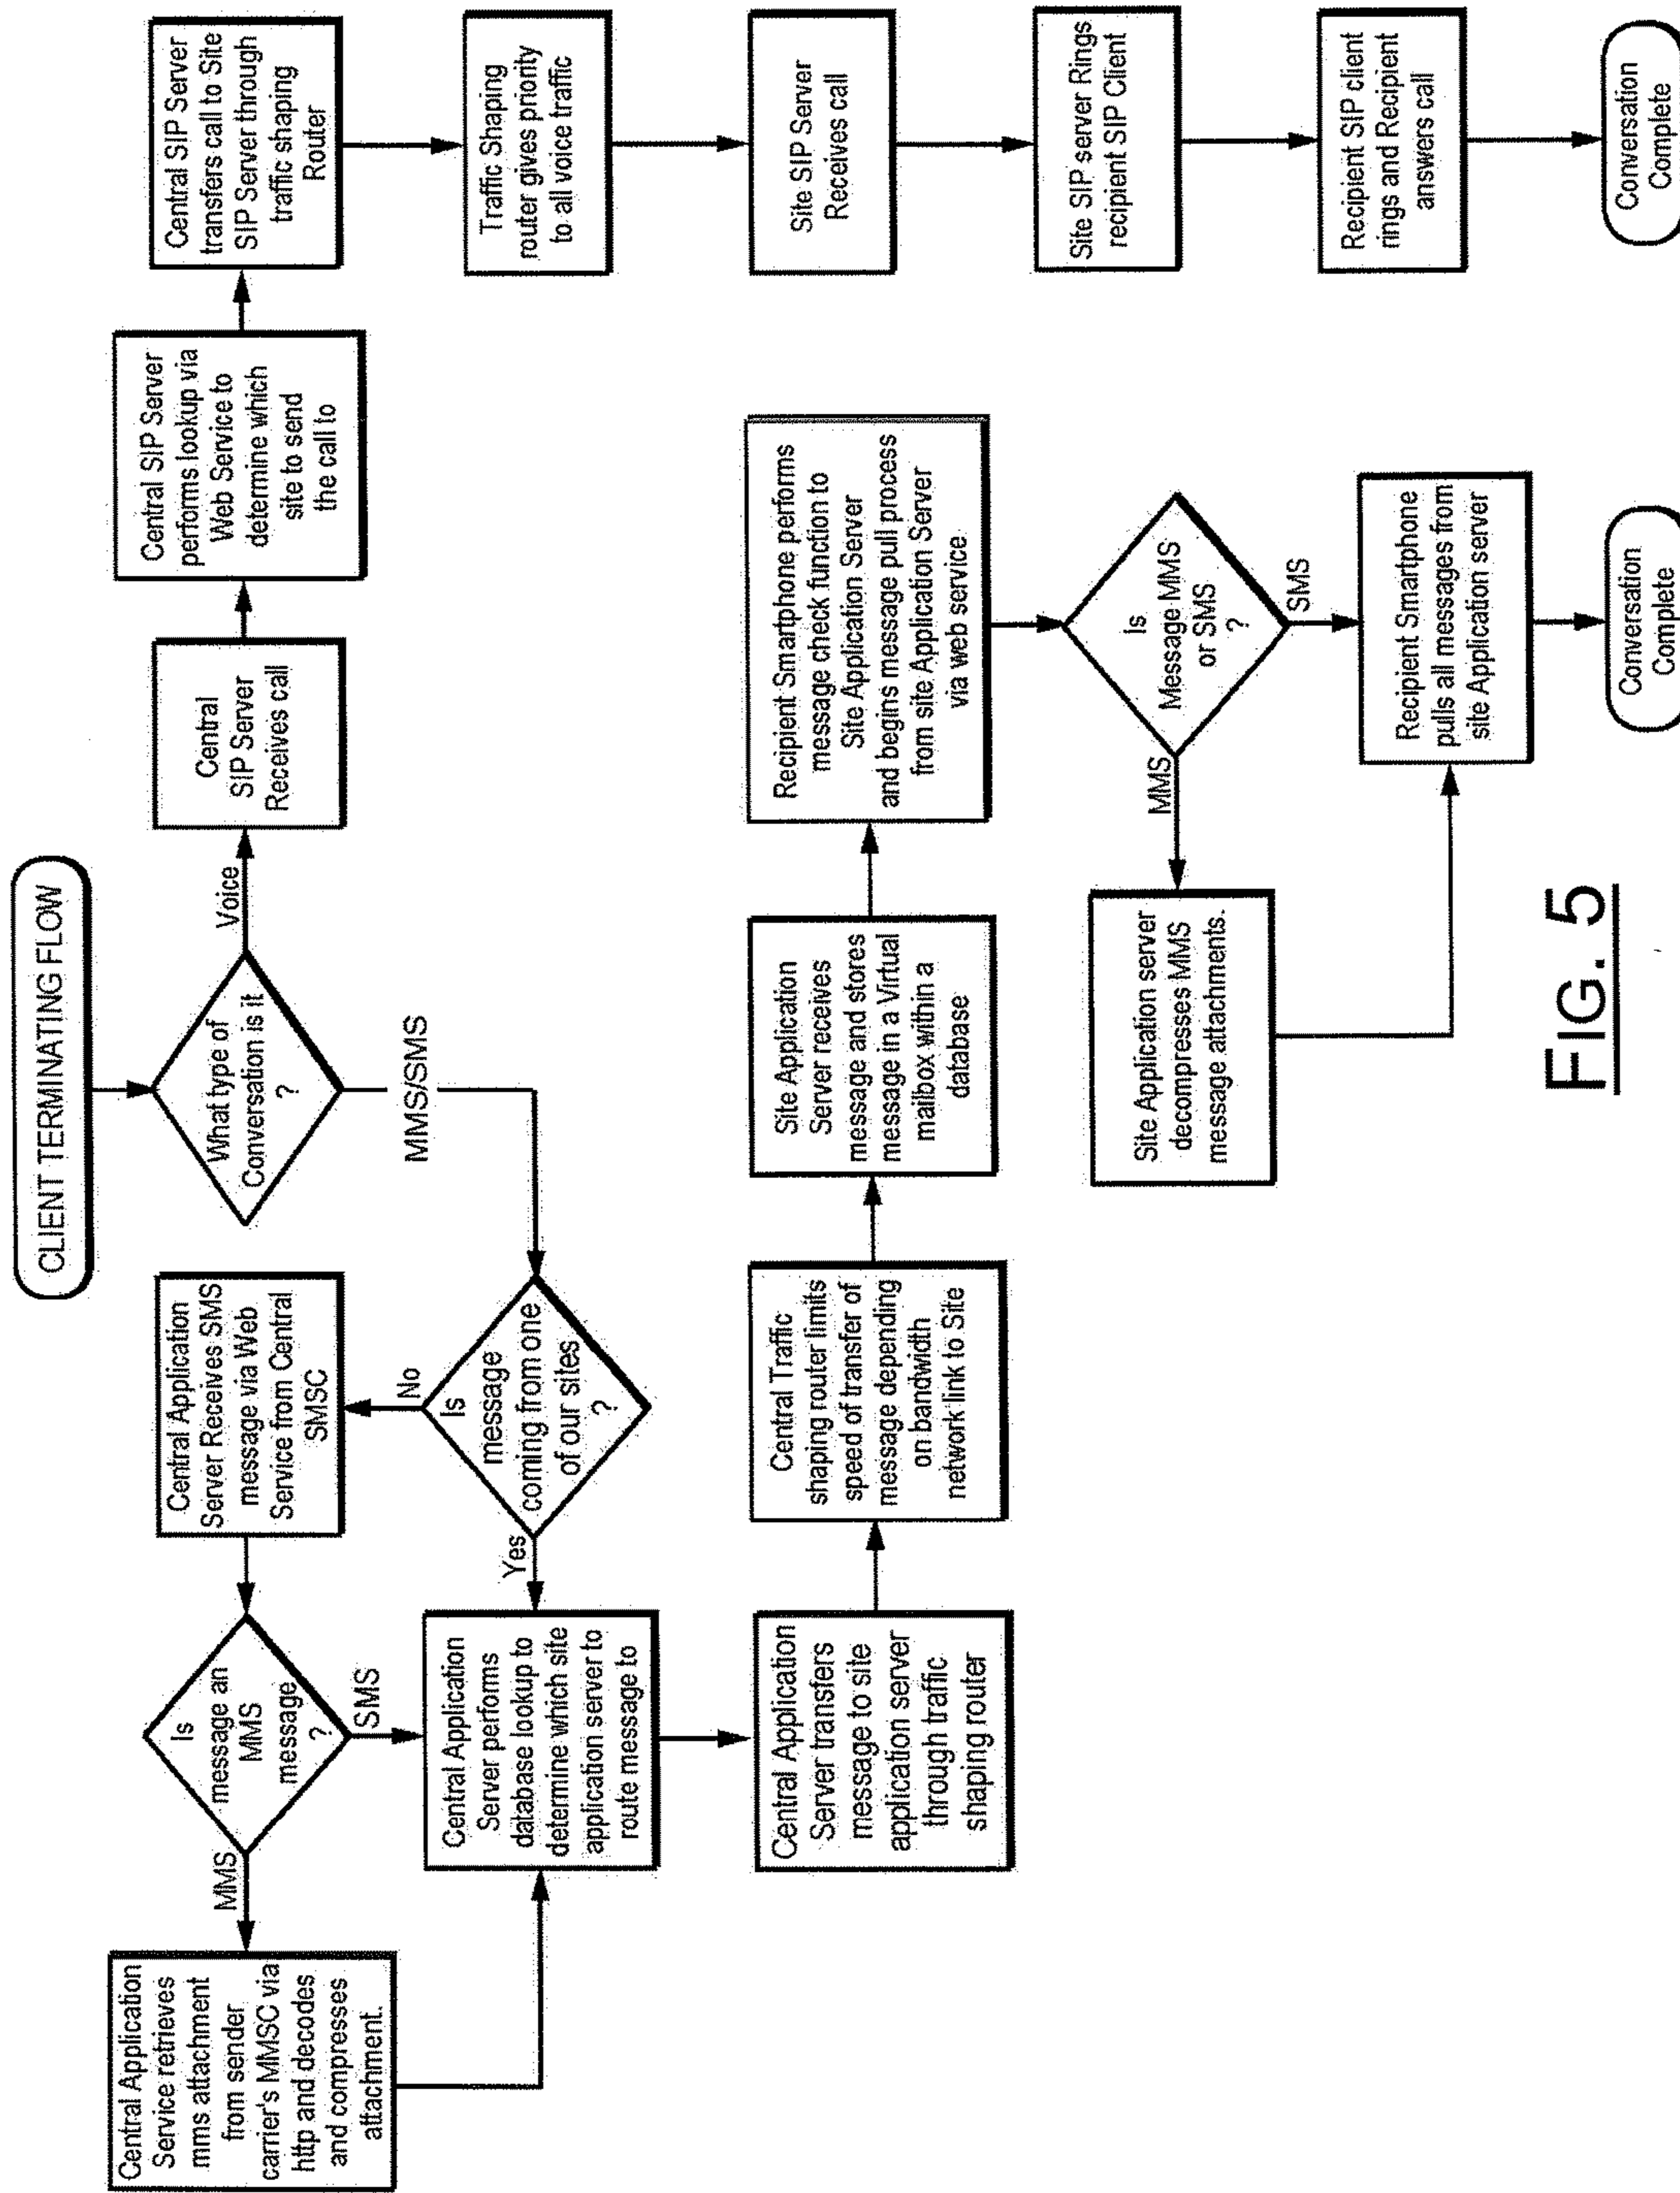 CLIENT TERMINATING FLOW
What type of
Conversation is it
?
Voice
Central
SIP Server
Receives call
Central SIP Server
performs lookup via
Web Service to
determine which
site to send
the call to
Central SIP Server
transfers call to Site
SIP Server through
traffic shaping
Router
Traffic Shaping
router gives priority
to all voice traffic
Site SIP Server
Receives call
Site SIP server Rings
recipient SIP Client
Recipient SIP client
rings and Recipient
answers call
Conversation
Complete
MMS/SMS
Is
message
coming from one
of our sites
?
No
Central Application
Server Receives SMS
message via Web
Service from Central
SMSC
Is
message an
MMS
message
?
MMS
Central Application
Service retrieves
mms attachment
from sender
carrier's MMSC via
http and decodes
and compresses
attachment.
SMS
Yes
Central Application
Server performs
database lookup to
determine which site
application server to
route message to
Central Application
Server transfers
message to site
application server
through traffic
shaping router
Central Traffic
shaping router limits
speed of transfer of
message depending
on bandwidth
network link to Site
Site Application
Server receives
message and stores
message in a Virtual
mailbox within a
database
Recipient Smartphone performs
message check function to
Site Application Server
and begins message pull process
from site Application Server
via web service.
Is
Message MMS
or SMS
?
MMS
Site Application server
decompresses MMS
message attachments.
SMS
Recipient Smartphone
pulls all messages from
site Application server
Conversation
Complete
FIG. 5